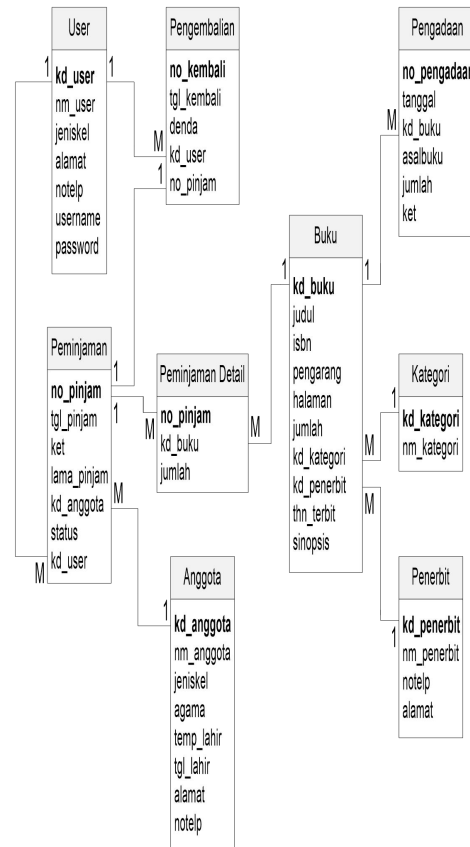 User
kd_user
nm_user
jeniskel
alamat
notelp
username
password
Pengembalian
no_kembali
tgl_kembali
denda
kd_user
no_pinjam
Pengadaan
no_pengadaan
tanggal
kd_buku
asalbuku
jumlah
ket
Buku
kd_buku
judul
isbn
pengarang
halaman
jumlah
kd_kategori
kd_penerbit
thn_terbit
sinopsis
Peminjaman
no_pinjam
tgl_pinjam
ket
lama_pinjam
kd_anggota
status
kd_user
Peminjaman Detail
no_pinjam
kd_buku
jumlah
Kategori
kd_kategori
nm_kategori
Anggota
kd_anggota
nm_anggota
jeniskel
agama
temp_lahir
tgl_lahir
alamat
notelp
Penerbit
kd_penerbit
nm_penerbit
notelp
alamat
1
1
M
1
M
1
1
1
1
M
M
M
1
M
M
1
M
1